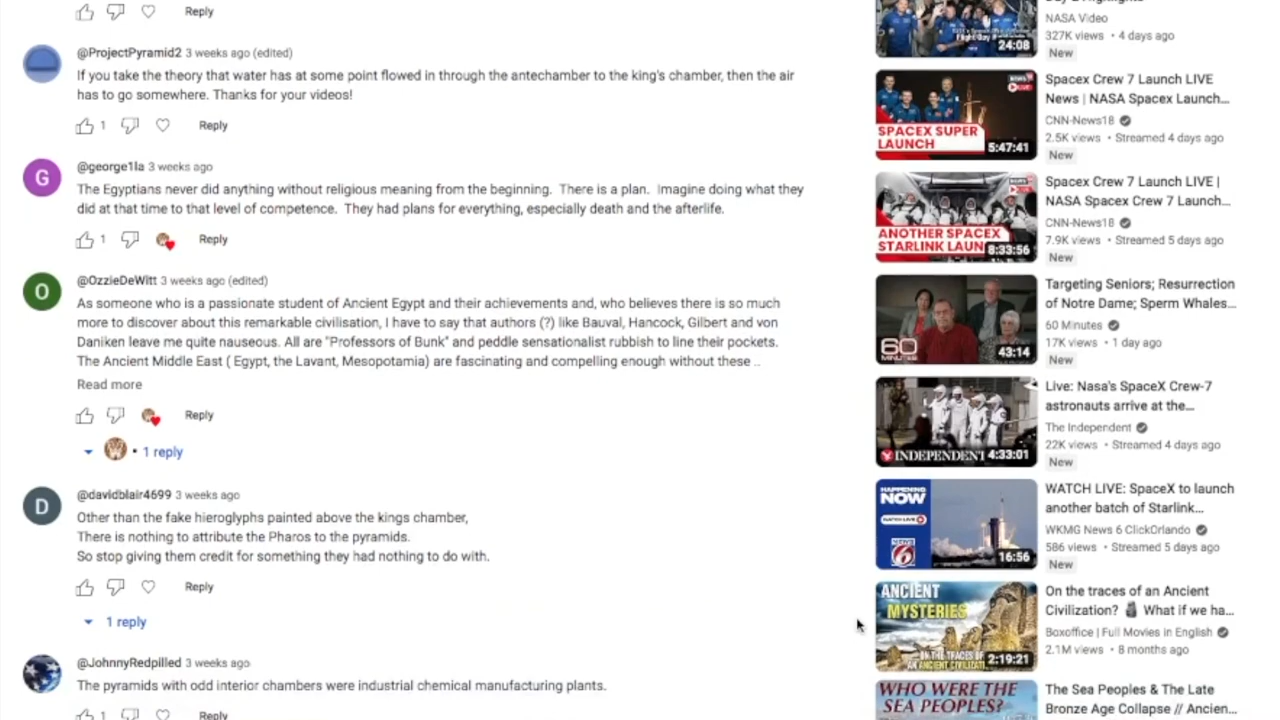 Reply
@ProjectPyramid2 3 weeks ago (edited)
If you take the theory that water has at some point flowed in through the antechamber to the king's chamber, then the air
has to go somewhere. Thanks for your videos!
1 Reply
G
@george1la 3 weeks ago
The Egyptians never did anything without religious meaning from the beginning. There is a plan. Imagine doing what they
did at that time to that level of competence. They had plans for everything, especially death and the afterlife.
1 Reply
O
@OzzieDeWitt 3 weeks ago (edited)
As someone who is a passionate student of Ancient Egypt and their achievements and, who believes there is so much
more to discover about this remarkable civilisation, I have to say that authors (?) like Bauval, Hancock, Gilbert and von
Daniken leave me quite nauseous. All are "Professors of Bunk" and peddle sensationalist rubbish to line their pockets.
The Ancient Middle East ( Egypt, the Lavant, Mesopotamia) are fascinating and compelling enough without these ..
Read more
Reply
• 1 reply
D
@davidblair4699 3 weeks ago
Other than the fake hieroglyphs painted above the kings chamber,
There is nothing to attribute the Pharos to the pyramids.
So stop giving them credit for something they had nothing to do with.
Reply
1 reply
@JohnnyRedpilled 3 weeks ago
The pyramids with odd interior chambers were industrial chemical manufacturing plants.
1 Reply
24:08
NASA Video
327K views • 4 days ago
New
SPACEX SUPER
LAUNCH
5:47:41
Spacex Crew 7 Launch LIVE
News | NASA Spacex Launch...
CNN-News18
2.5K views • Streamed 4 days ago
New
ANOTHER SPACEX
STARLINK LAUN
8:33:56
Spacex Crew 7 Launch LIVE |
NASA Spacex Crew 7 Launch...
CNN-News18
7.9K views • Streamed 5 days ago
New
60
MINUTES
43:14
Targeting Seniors; Resurrection
of Notre Dame; Sperm Whales...
60 Minutes
17K views • 1 day ago
New
INDEPENDENT
4:33:01
Live: Nasa's SpaceX Crew-7
astronauts arrive at the...
The Independent
22K views • Streamed 4 days ago
New
HAPPENING
NOW
WATCH LIVE
NEWS
6
16:56
WATCH LIVE: SpaceX to launch
another batch of Starlink...
WKMG News 6 ClickOrlando
586 views • Streamed 5 days ago
New
ANCIENT
MYSTERIES
ON THE TRACES OF
AN ANCIENT CIVILIZATI
2:19:21
On the traces of an Ancient
Civilization? 🗿 What if we ha...
Boxoffice | Full Movies in English
2.1M views • 8 months ago
WHO WERE THE
SEA PEOPLES?
The Sea Peoples & The Late
Bronze Age Collapse // Ancien...